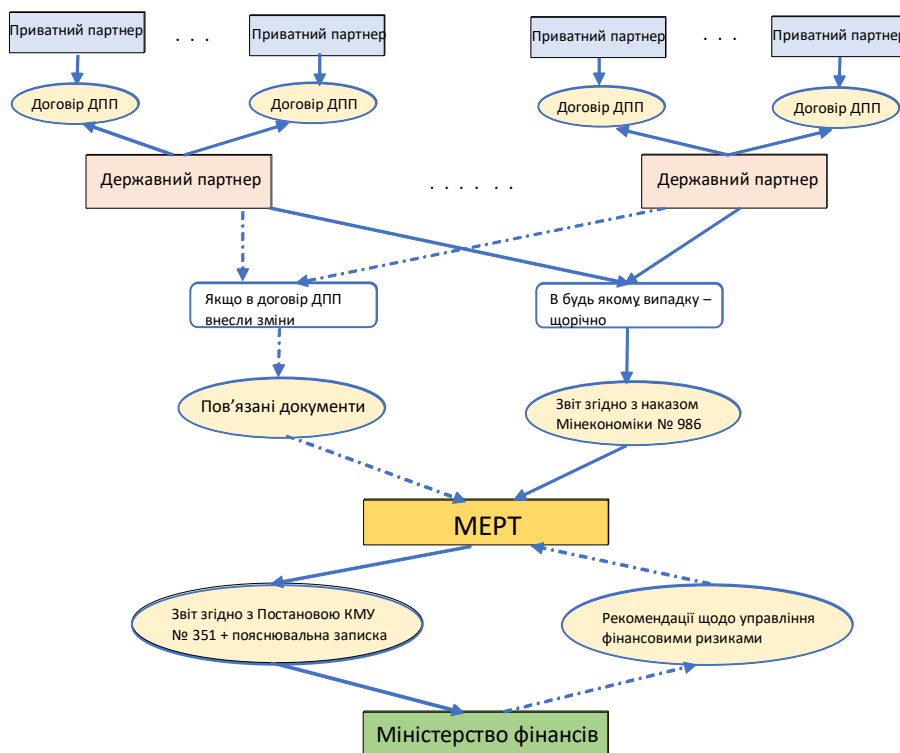 Приватний партнер
. . .
Приватний партнер
Приватний партнер
. . .
Приватний партнер
Договір ДПП
Договір ДПП
Договір ДПП
Договір ДПП
Державний партнер
. . . . . .
Державний партнер
Якщо в договір ДПП
внесли зміни
В будь якому випадку –
щорічно
Пов’язані документи
Звіт згідно з наказом
Мінекономіки № 986
МЕРТ
Звіт згідно з Постановою КМУ
№ 351 + пояснювальна записка
Рекомендації щодо управління
фінансовими ризиками
Міністерство фінансів